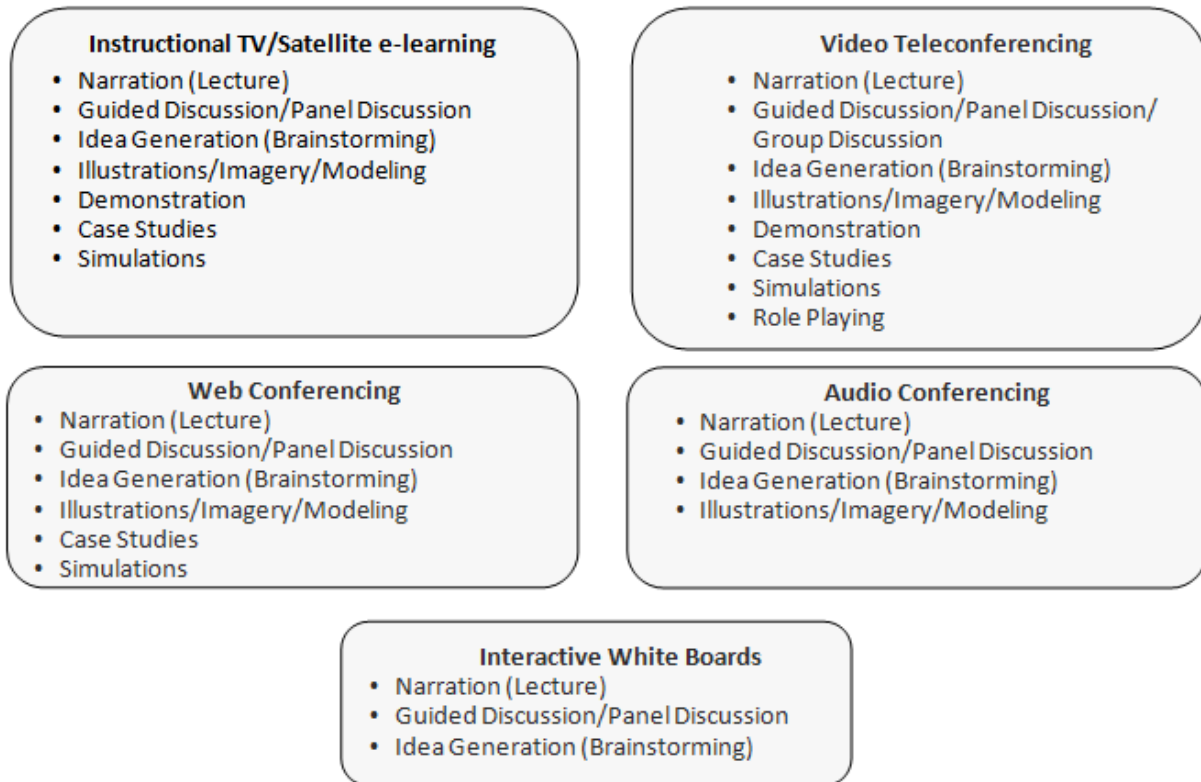 Instructional TV/Satellite e-learning
• Narration (Lecture)
• Guided Discussion/Panel Discussion
• Idea Generation (Brainstorming)
• Illustrations/Imagery/Modeling
• Demonstration
• Case Studies
• Simulations
Video Teleconferencing
• Narration (Lecture)
• Guided Discussion/Panel Discussion/
Group Discussion
• Idea Generation (Brainstorming)
• Illustrations/Imagery/Modeling
• Demonstration
• Case Studies
• Simulations
• Role Playing
Web Conferencing
• Narration (Lecture)
• Guided Discussion/Panel Discussion
• Idea Generation (Brainstorming)
• Illustrations/Imagery/Modeling
• Case Studies
• Simulations
Audio Conferencing
• Narration (Lecture)
• Guided Discussion/Panel Discussion
• Idea Generation (Brainstorming)
• Illustrations/Imagery/Modeling
Interactive White Boards
• Narration (Lecture)
• Guided Discussion/Panel Discussion
• Idea Generation (Brainstorming)